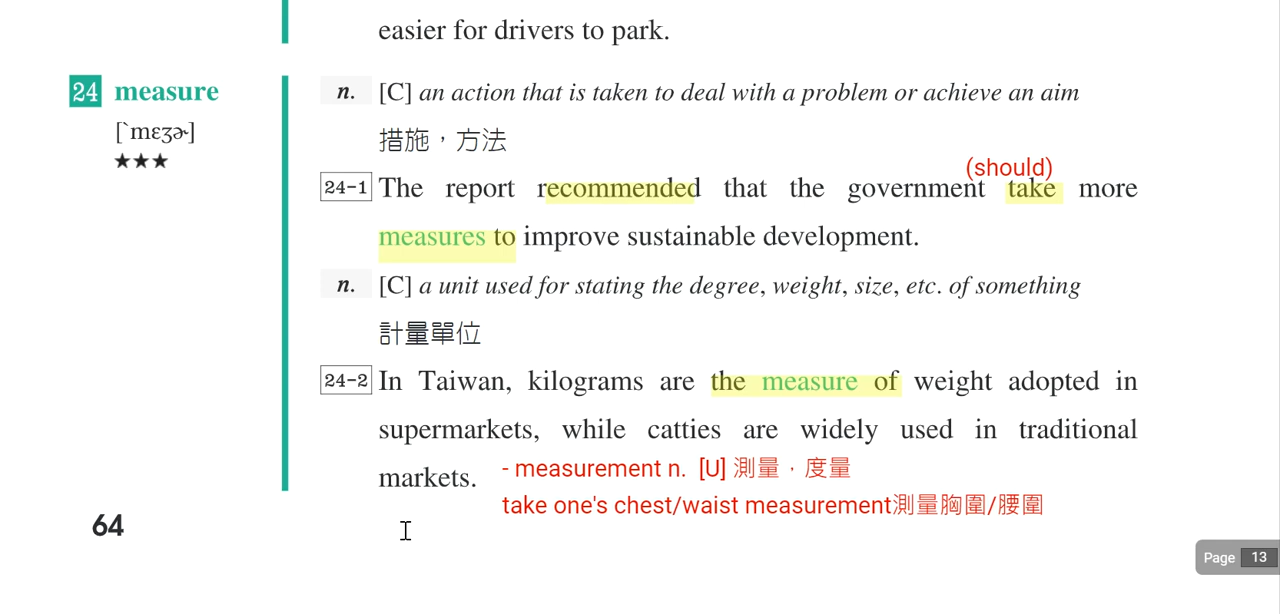 easier for drivers to park.
24 measure
[ˋmɛʒɚ]
★★★
n. [C] an action that is taken to deal with a problem or achieve an aim
措施，方法
(should)
24-1 The report recommended that the government take more
measures to improve sustainable development.
n. [C] a unit used for stating the degree, weight, size, etc. of something
計量單位
24-2 In Taiwan, kilograms are the measure of weight adopted in
supermarkets, while catties are widely used in traditional
markets.
- measurement n. [U] 測量，度量
take one's chest/waist measurement測量胸圍/腰圍
64
Page 13